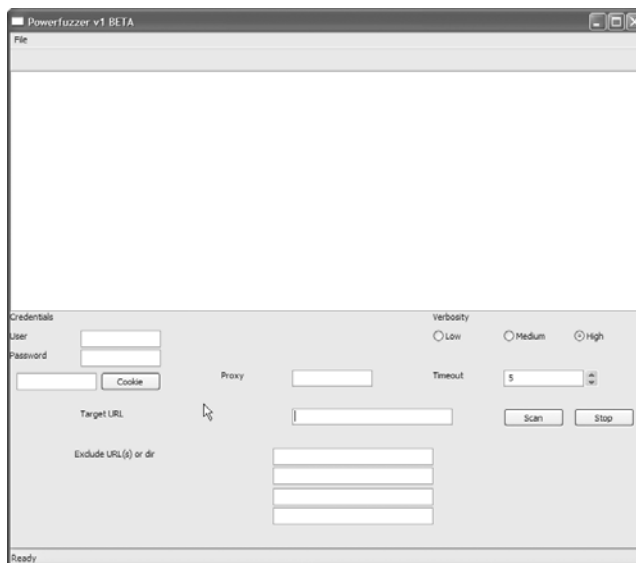 Powerfuzzer v1 BETA
File
Credentials
Verbosity
User
Low
Medium
High
Password
Cookie
Proxy
Timeout
5
Target URL
Scan
Stop
Exclude URL(s) or dir
Ready